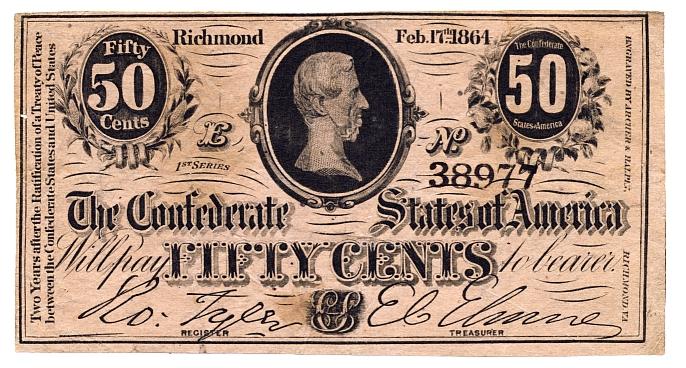 Two Years after the Ratification of a Treaty of Peace
between the Confederate States and United States
Fifty
50
Cents
Richmond
Feb. 17th 1864
The Confederate
50
States of America
E
1ST SERIES
No
38977
The Confederate States of America
Will pay FIFTY CENTS to bearer.
Ro. Tyler
REGISTER
E C Elmore
TREASURER
ENGRAVED BY ARCHER & HALPIN.
RICHMOND, VA